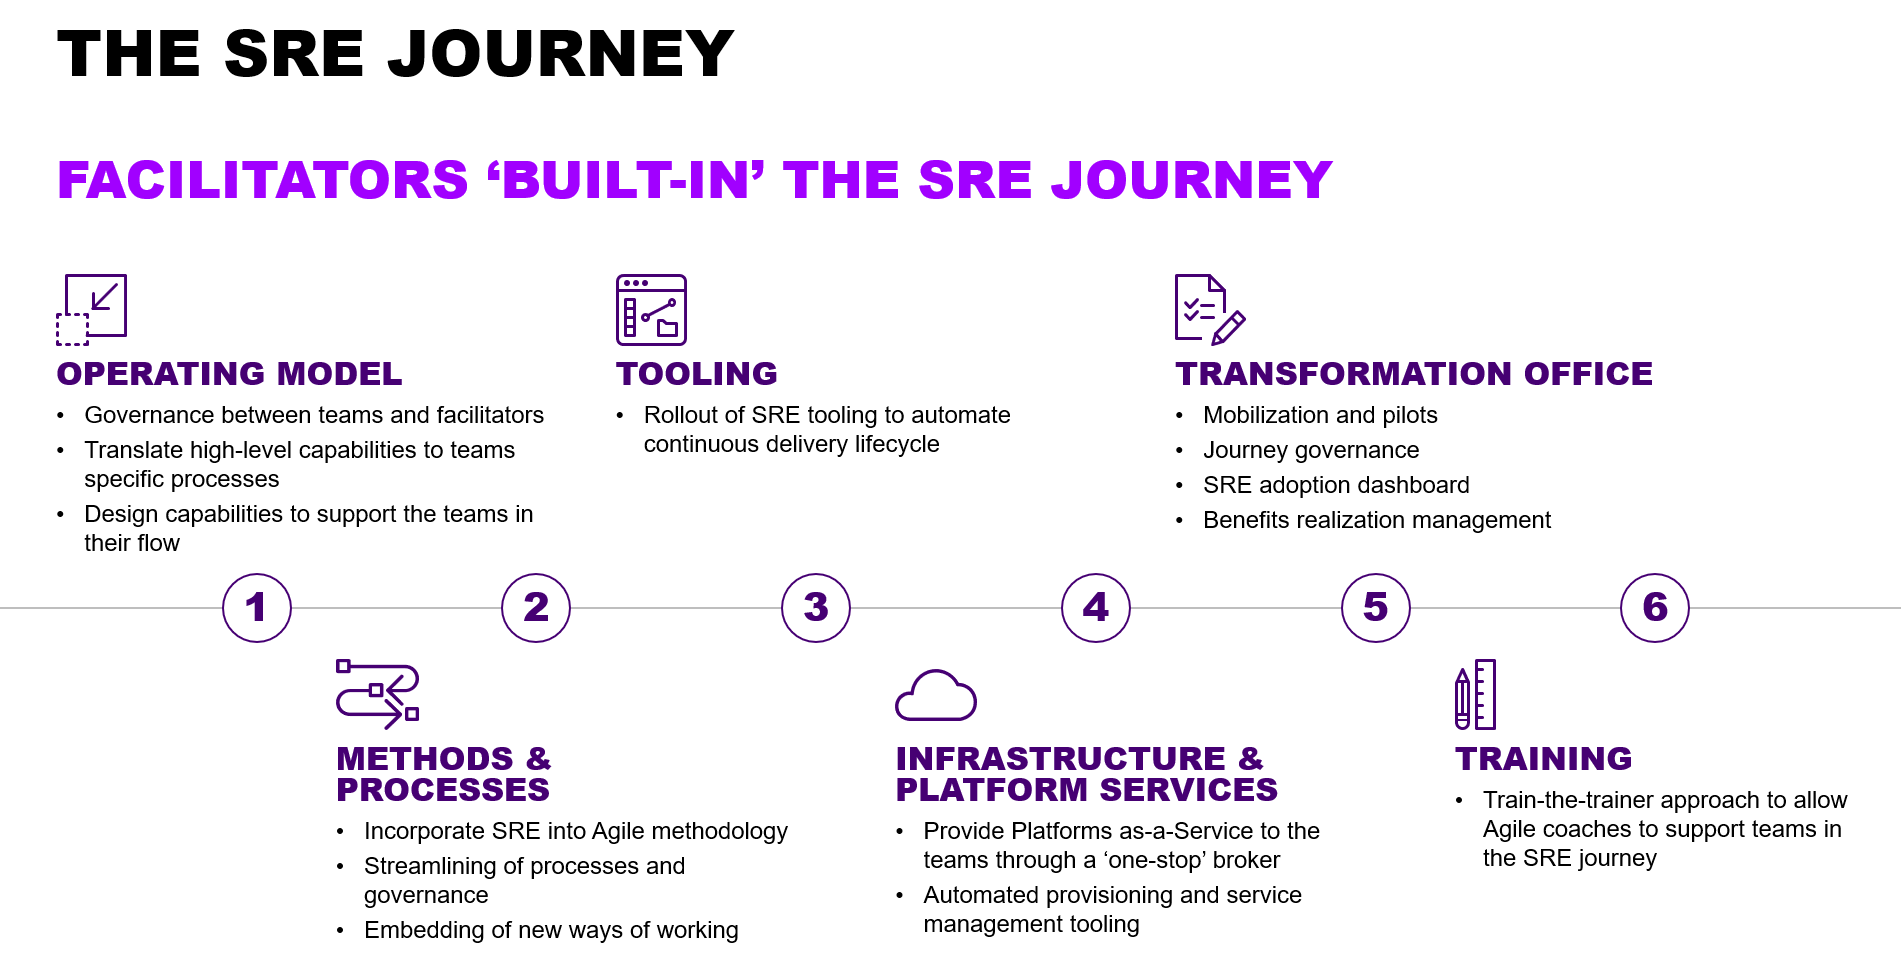 THE SRE JOURNEY
FACILITATORS ‘BUILT-IN’ THE SRE JOURNEY
OPERATING MODEL
• Governance between teams and facilitators
• Translate high-level capabilities to teams
specific processes
• Design capabilities to support the teams in
their flow
TOOLING
• Rollout of SRE tooling to automate
continuous delivery lifecycle
TRANSFORMATION OFFICE
• Mobilization and pilots
• Journey governance
• SRE adoption dashboard
• Benefits realization management
1
2
3
4
5
6
METHODS &
PROCESSES
• Incorporate SRE into Agile methodology
• Streamlining of processes and
governance
• Embedding of new ways of working
INFRASTRUCTURE &
PLATFORM SERVICES
• Provide Platforms as-a-Service to the
teams through a ‘one-stop’ broker
• Automated provisioning and service
management tooling
TRAINING
• Train-the-trainer approach to allow
Agile coaches to support teams in
the SRE journey